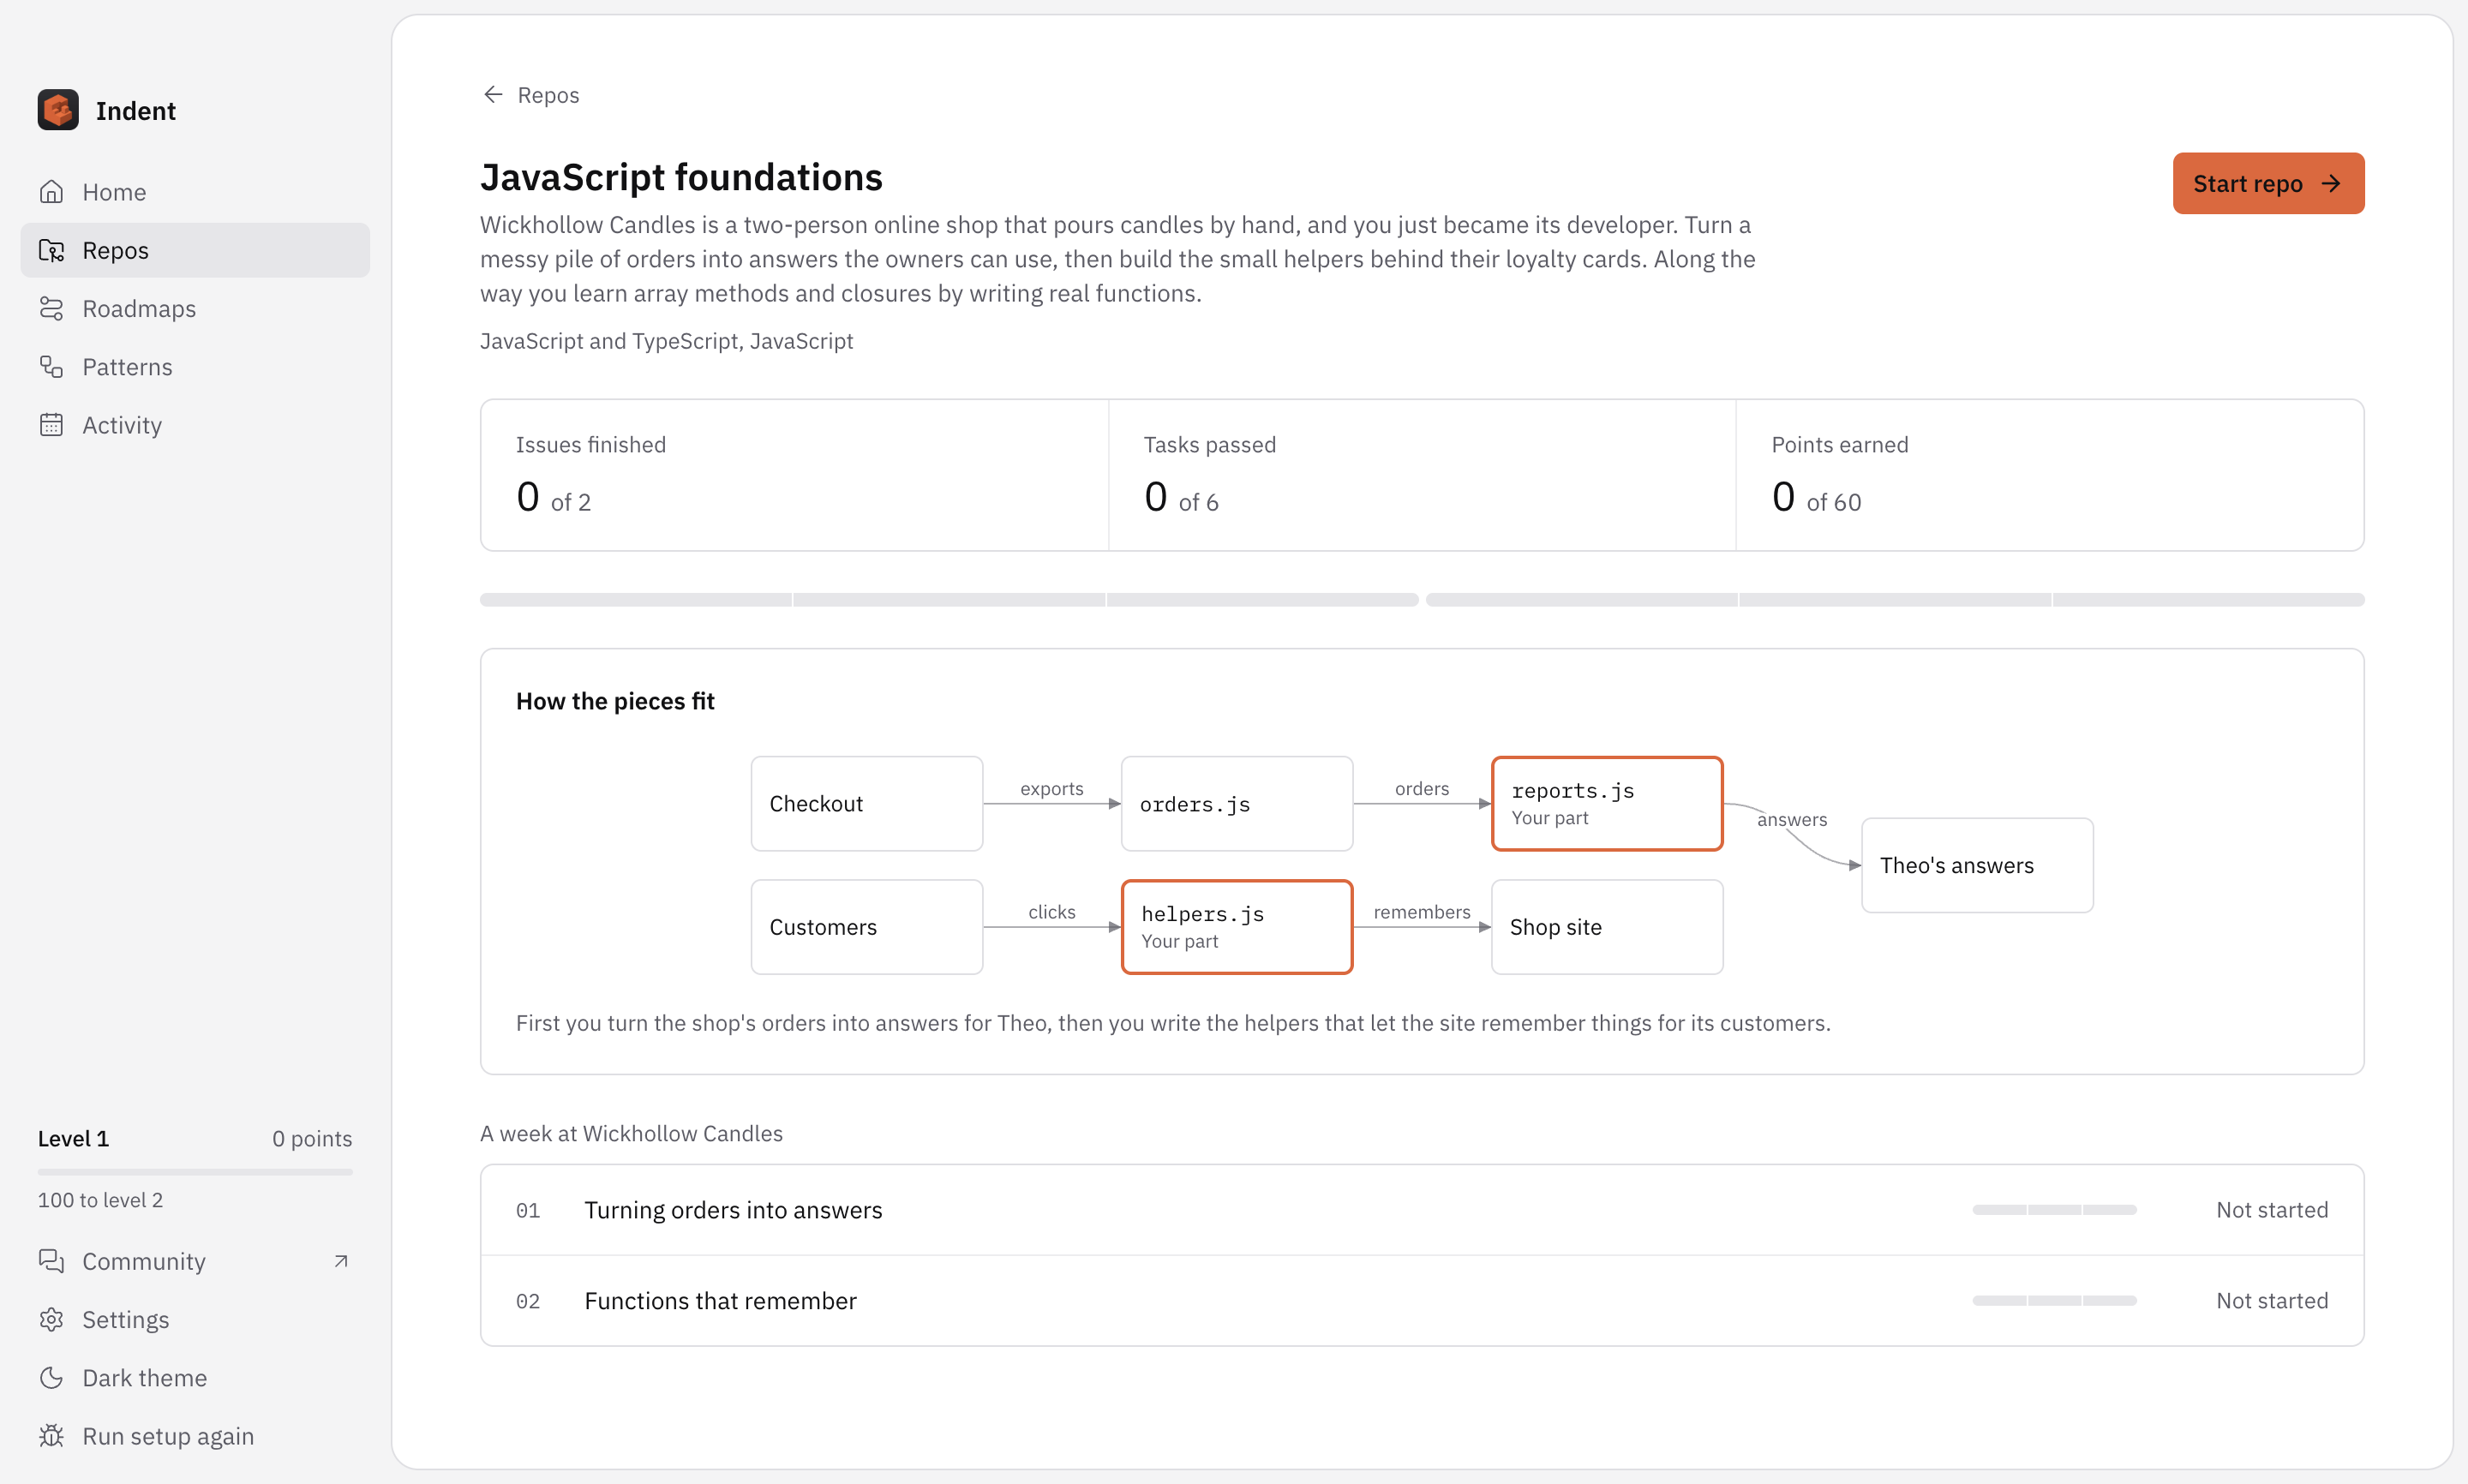 Indent
Home
Repos
Roadmaps
Patterns
Activity
Level 1
0 points
100 to level 2
Community
Settings
Dark theme
Run setup again
Repos
JavaScript foundations
Start repo
Wickhollow Candles is a two-person online shop that pours candles by hand, and you just became its developer. Turn a
messy pile of orders into answers the owners can use, then build the small helpers behind their loyalty cards. Along the
way you learn array methods and closures by writing real functions.
JavaScript and TypeScript, JavaScript
Issues finished
0 of 2
Tasks passed
0 of 6
Points earned
0 of 60
How the pieces fit
Checkout
exports
orders.js
orders
reports.js
Your part
answers
Theo's answers
Customers
clicks
helpers.js
Your part
remembers
Shop site
First you turn the shop's orders into answers for Theo, then you write the helpers that let the site remember things for its customers.
A week at Wickhollow Candles
01 Turning orders into answers Not started
02 Functions that remember Not started